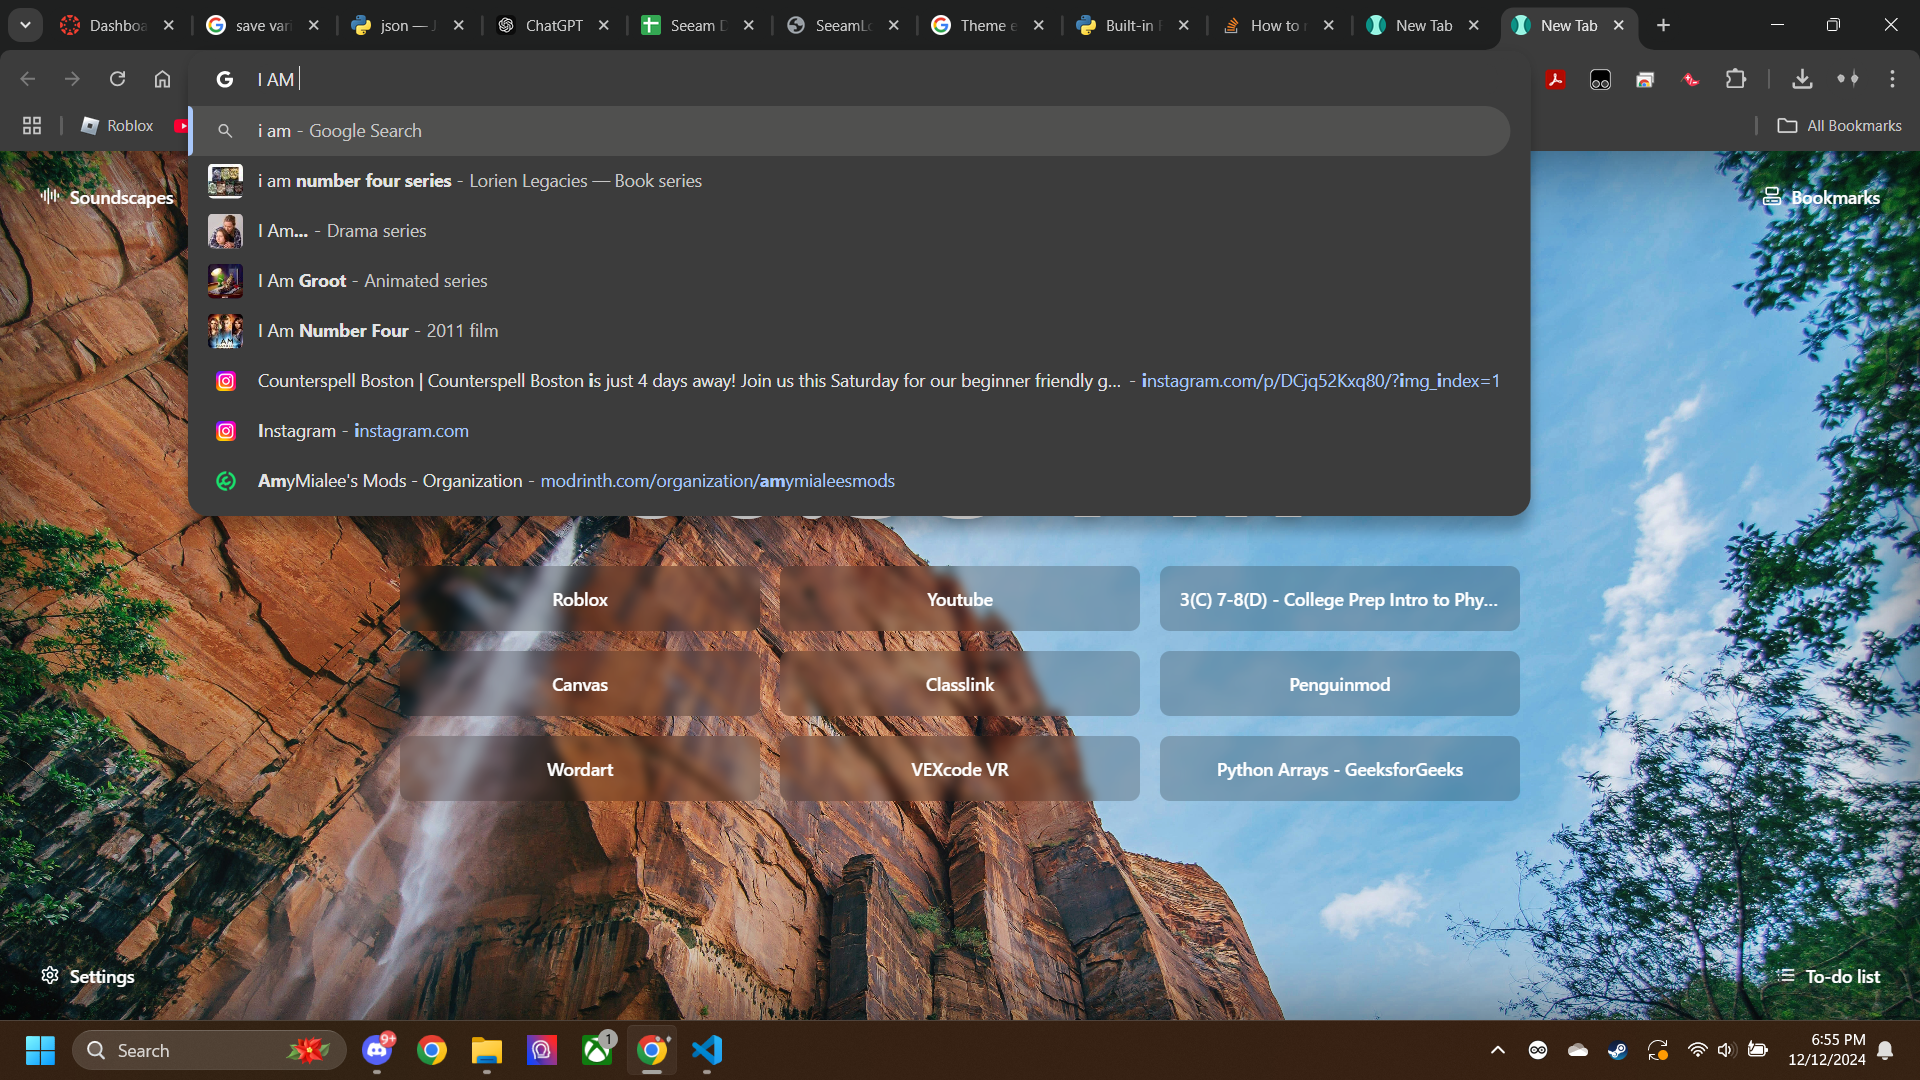 Dashboa
save var
json — J
ChatGPT
Seeam D
SeeamLo
Theme e
Built-in F
How to r
New Tab
New Tab
I AM
Roblox
All Bookmarks
i am - Google Search
i am number four series - Lorien Legacies — Book series
I Am... - Drama series
I Am Groot - Animated series
I Am Number Four - 2011 film
Counterspell Boston | Counterspell Boston is just 4 days away! Join us this Saturday for our beginner friendly g... - instagram.com/p/DCjq52Kxq80/?img_index=1
Instagram - instagram.com
AmyMialee's Mods - Organization - modrinth.com/organization/amymialeesmods
Soundscapes
Bookmarks
Roblox
Youtube
3(C) 7-8(D) - College Prep Intro to Phy...
Canvas
Classlink
Penguinmod
Wordart
VEXcode VR
Python Arrays - GeeksforGeeks
Settings
To-do list
Search
9+
1
6:55 PM
12/12/2024